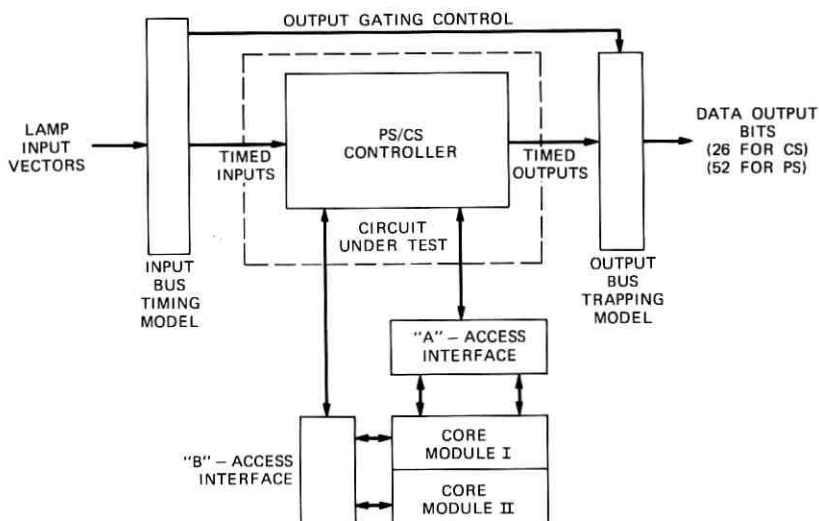 OUTPUT GATING CONTROL
LAMP
INPUT
VECTORS
TIMED
INPUTS
PS/CS
CONTROLLER
TIMED
OUTPUTS
DATA OUTPUT
BITS
(26 FOR CS)
(52 FOR PS)
CIRCUIT
UNDER TEST
INPUT
BUS
TIMING
MODEL
OUTPUT
BUS
TRAPPING
MODEL
"A" – ACCESS
INTERFACE
"B" – ACCESS
INTERFACE
CORE
MODULE I
CORE
MODULE II